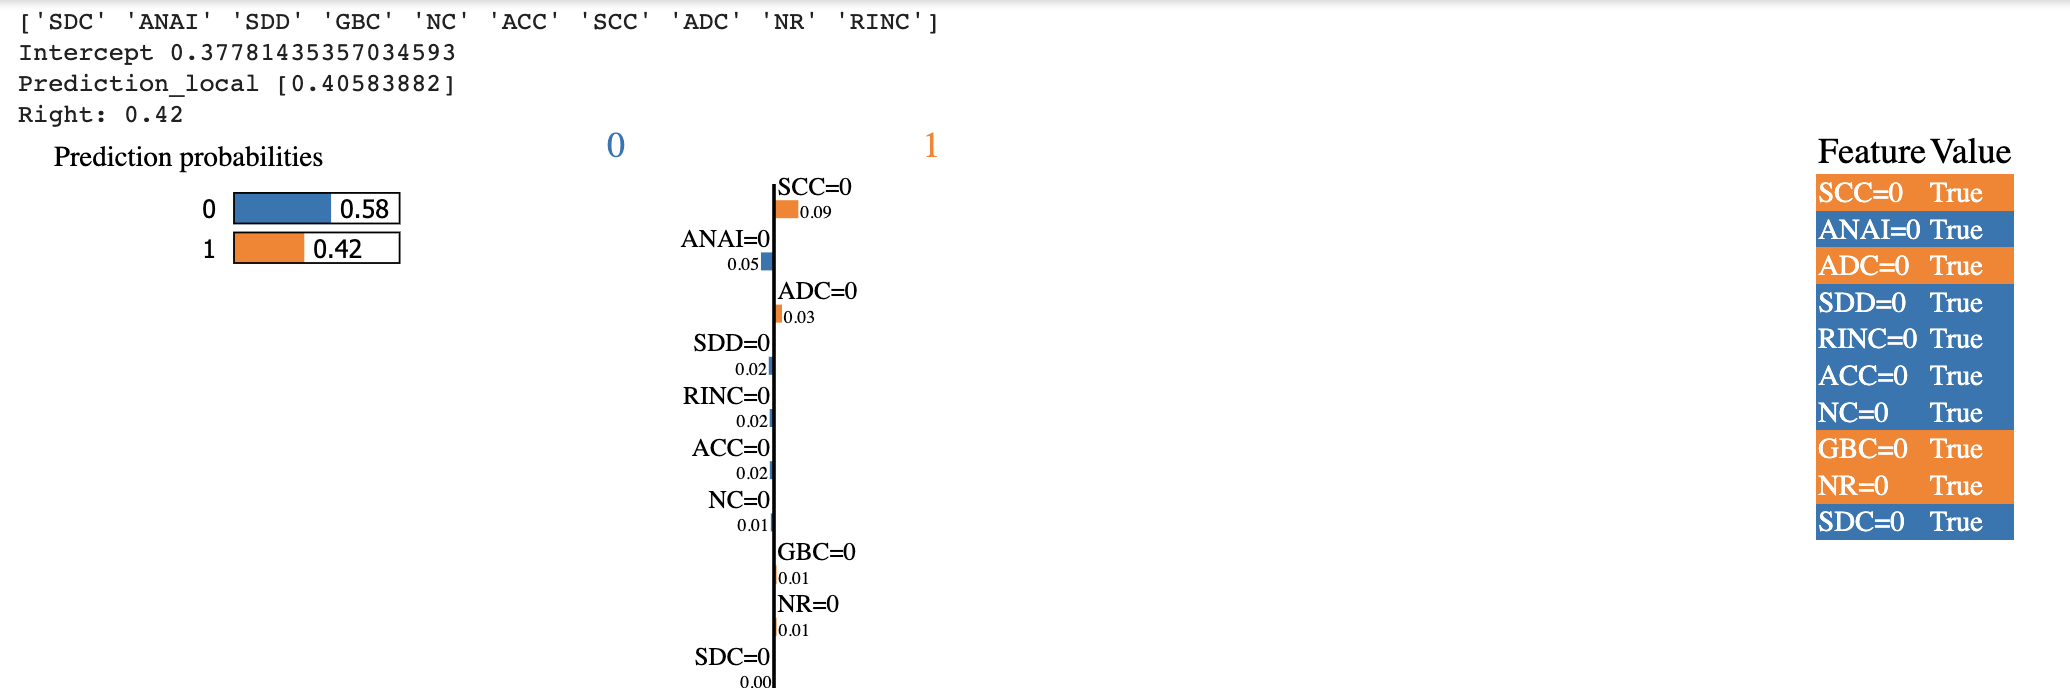 ['SDC' 'ANAI' 'SDD' 'GBC' 'NC' 'ACC' 'SCC' 'ADC' 'NR' 'RINC']
Intercept 0.37781435357034593
Prediction_local [0.40583882]
Right: 0.42
Prediction probabilities
0 0.58
1 0.42
0 1
SCC=0
0.09
ANAI=0
0.05
ADC=0
0.03
SDD=0
0.02
RINC=0
0.02
ACC=0
0.02
NC=0
0.01
GBC=0
0.01
NR=0
0.01
SDC=0
0.00
Feature Value
SCC=0 True
ANAI=0 True
ADC=0 True
SDD=0 True
RINC=0 True
ACC=0 True
NC=0 True
GBC=0 True
NR=0 True
SDC=0 True